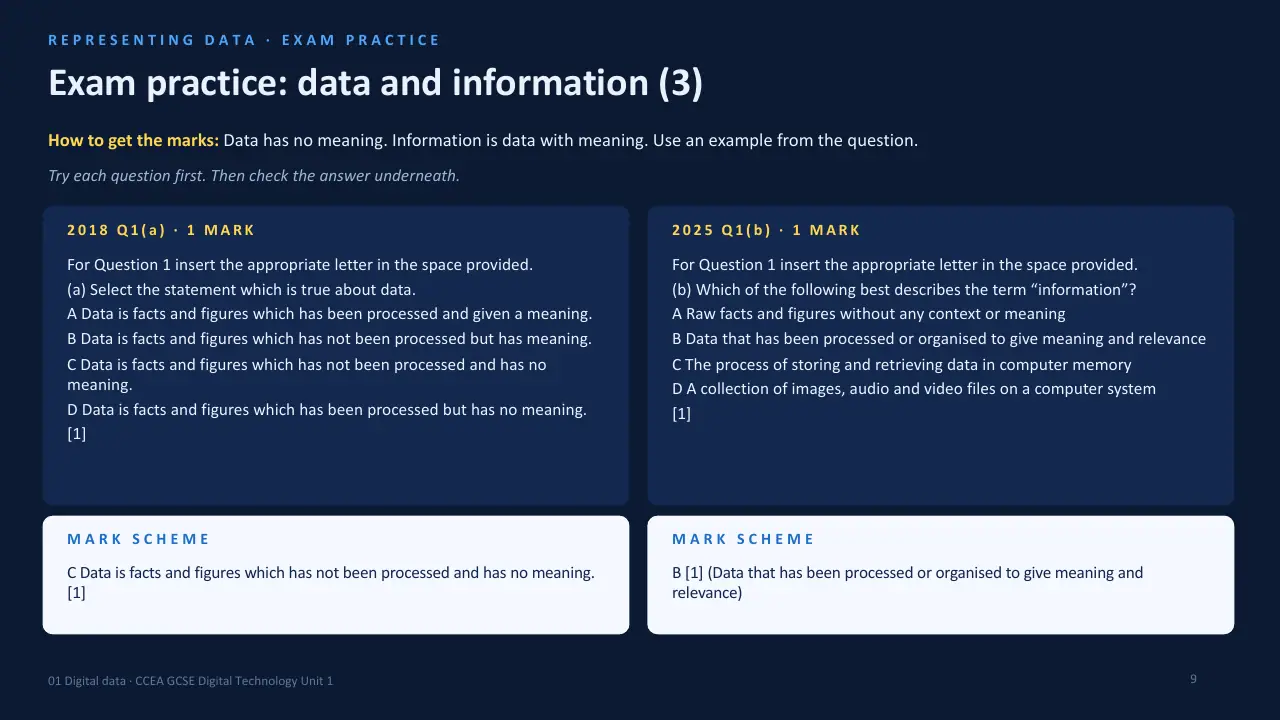 REPRESENTING DATA · EXAM PRACTICE
Exam practice: data and information (3)
How to get the marks: Data has no meaning. Information is data with meaning. Use an example from the question.
Try each question first. Then check the answer underneath.
2018 Q1(a) · 1 MARK
For Question 1 insert the appropriate letter in the space provided.
(a) Select the statement which is true about data.
A Data is facts and figures which has been processed and given a meaning.
B Data is facts and figures which has not been processed but has meaning.
C Data is facts and figures which has not been processed and has no
meaning.
D Data is facts and figures which has been processed but has no meaning.
[1]
MARK SCHEME
C Data is facts and figures which has not been processed and has no meaning.
[1]
2025 Q1(b) · 1 MARK
For Question 1 insert the appropriate letter in the space provided.
(b) Which of the following best describes the term “information”?
A Raw facts and figures without any context or meaning
B Data that has been processed or organised to give meaning and relevance
C The process of storing and retrieving data in computer memory
D A collection of images, audio and video files on a computer system
[1]
MARK SCHEME
B [1] (Data that has been processed or organised to give meaning and
relevance)
01 Digital data · CCEA GCSE Digital Technology Unit 1
9